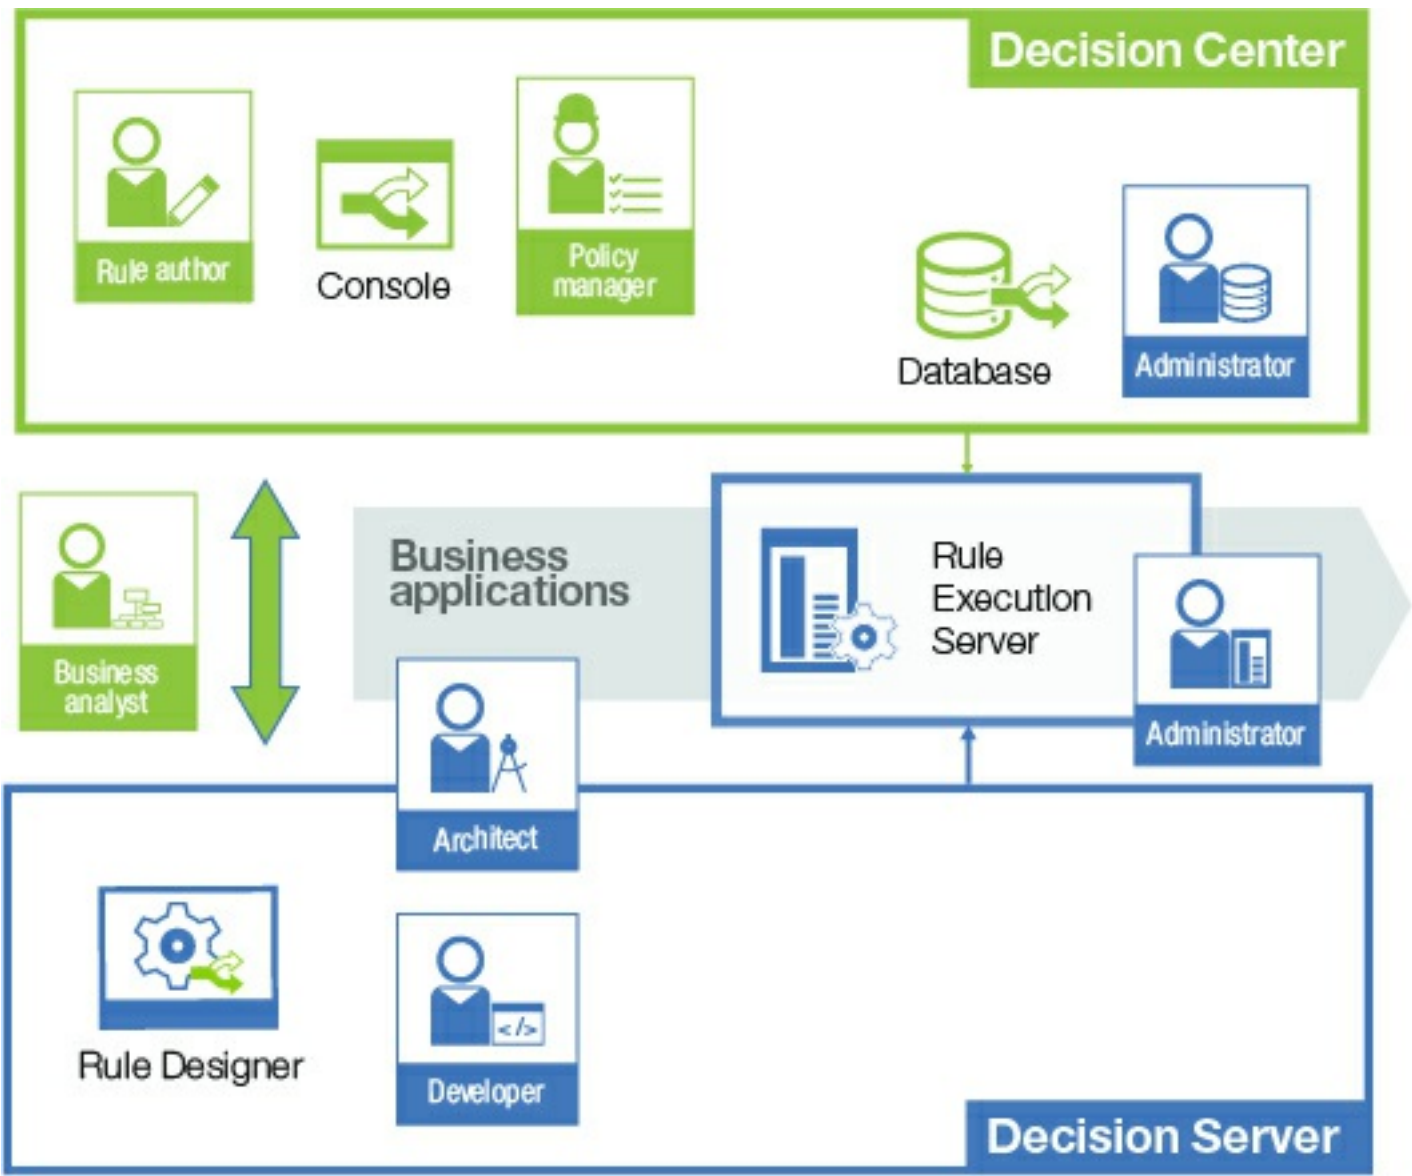 Decision Center
Rule author
Console
Policy
manager
Database
Administrator
Business
analyst
Business
applications
Rule
Execution
Server
Administrator
Architect
Rule Designer
</>
Developer
Decision Server